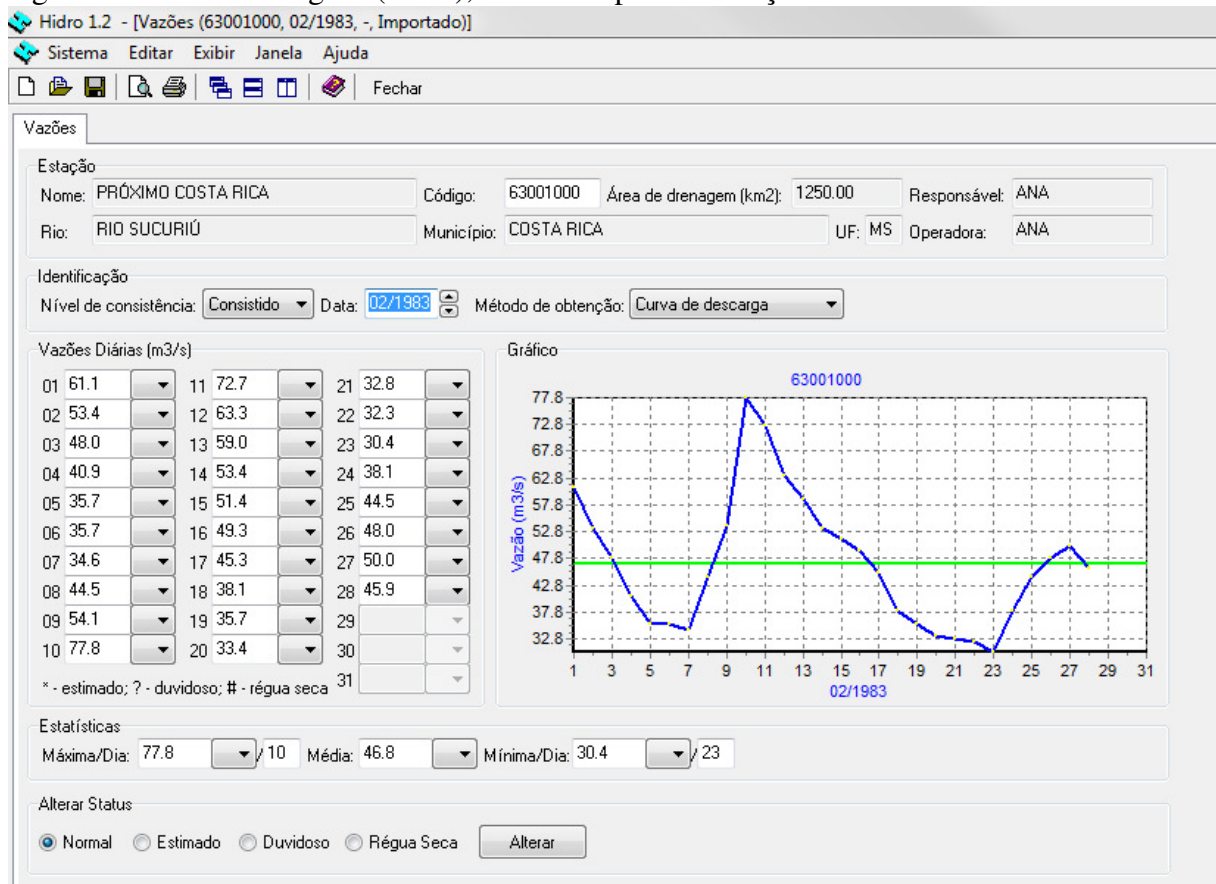 Hidro 1.2 - [Vazões (63001000, 02/1983, -, Importado)]
Sistema Editar Exibir Janela Ajuda
Fechar
Vazões
Estação
Nome: PRÓXIMO COSTA RICA Código: 63001000 Área de drenagem (km2): 1250.00 Responsável: ANA
Rio: RIO SUCURIÚ Município: COSTA RICA UF: MS Operadora: ANA
Identificação
Nível de consistência: Consistido Data: 02/1983 Método de obtenção: Curva de descarga
Vazões Diárias (m3/s)
01 61.1 11 72.7 21 32.8
02 53.4 12 63.3 22 32.3
03 48.0 13 59.0 23 30.4
04 40.9 14 53.4 24 38.1
05 35.7 15 51.4 25 44.5
06 35.7 16 49.3 26 48.0
07 34.6 17 45.3 27 50.0
08 44.5 18 38.1 28 45.9
09 54.1 19 35.7 29
10 77.8 20 33.4 30
* - estimado; ? - duvidoso; # - régua seca 31
Gráfico
63001000
77.8
72.8
67.8
62.8
57.8
52.8
47.8
42.8
37.8
32.8
Vazão (m3/s)
1 3 5 7 9 11 13 15 17 19 21 23 25 27 29 31
02/1983
Estatísticas
Máxima/Dia: 77.8 / 10 Média: 46.8 Mínima/Dia: 30.4 / 23
Alterar Status
Normal Estimado Duvidoso Régua Seca Alterar